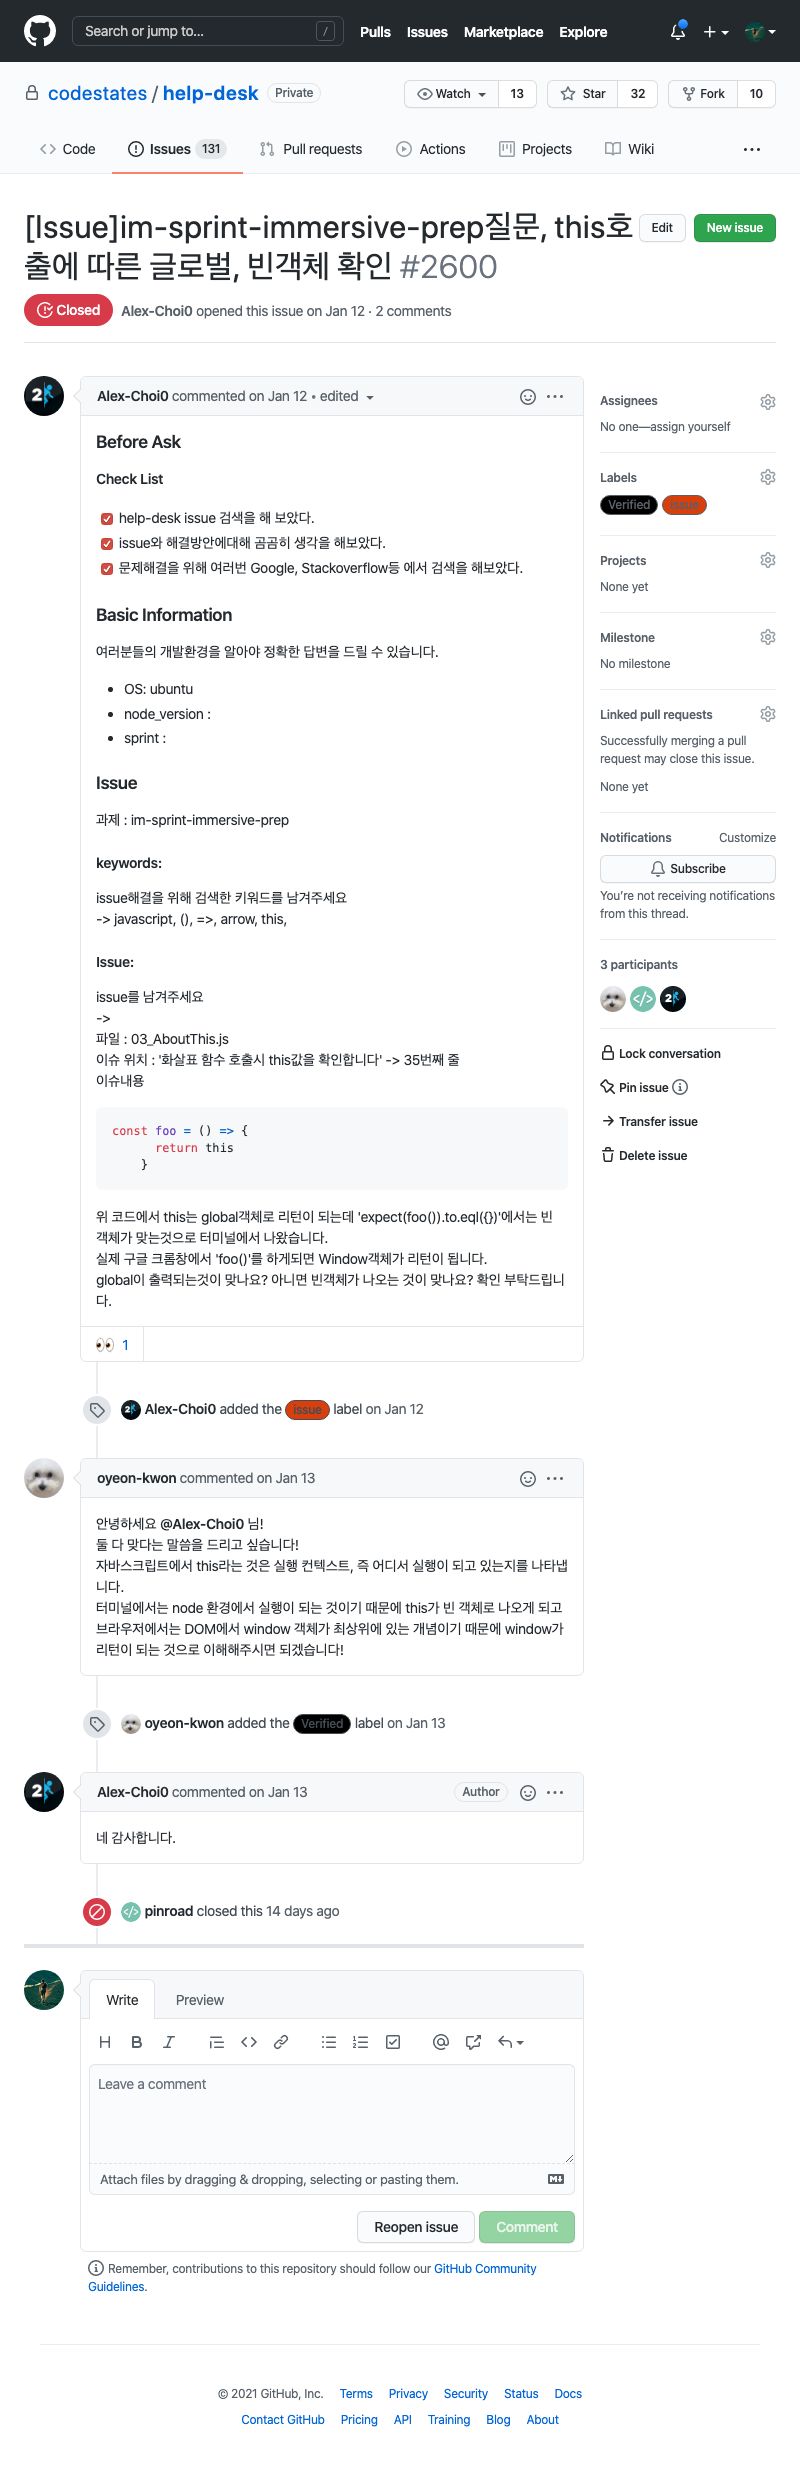 Search or jump to... /
Pulls Issues Marketplace Explore
codestates / help-desk Private
Watch 13 Star 32 Fork 10
Code Issues 131 Pull requests Actions Projects Wiki ...
[Issue]im-sprint-immersive-prep질문, this호
출에 따른 글로벌, 빈객체 확인 #2600
Edit New issue
Closed Alex-Choi0 opened this issue on Jan 12 · 2 comments
Alex-Choi0 commented on Jan 12 • edited
Before Ask
Check List
help-desk issue 검색을 해 보았다.
issue와 해결방안에대해 곰곰히 생각을 해보았다.
문제해결을 위해 여러번 Google, Stackoverflow등 에서 검색을 해보았다.
Basic Information
여러분들의 개발환경을 알아야 정확한 답변을 드릴 수 있습니다.
• OS: ubuntu
• node_version :
• sprint :
Issue
과제 : im-sprint-immersive-prep
keywords:
issue해결을 위해 검색한 키워드를 남겨주세요
-> javascript, (), =>, arrow, this,
Issue:
issue를 남겨주세요
->
파일 : 03_AboutThis.js
이슈 위치 : '화살표 함수 호출시 this값을 확인합니다' -> 35번째 줄
이슈내용
const foo = () => {
return this
}
위 코드에서 this는 global객체로 리턴이 되는데 'expect(foo()).to.eql({})'에서는 빈
객체가 맞는것으로 터미널에서 나왔습니다.
실제 구글 크롬창에서 'foo()'를 하게되면 Window객체가 리턴이 됩니다.
global이 출력되는것이 맞나요? 아니면 빈객체가 나오는 것이 맞나요? 확인 부탁드립니
다.
1
Alex-Choi0 added the issue label on Jan 12
oyeon-kwon commented on Jan 13
안녕하세요 @Alex-Choi0 님!
둘 다 맞다는 말씀을 드리고 싶습니다!
자바스크립트에서 this라는 것은 실행 컨텍스트, 즉 어디서 실행이 되고 있는지를 나타냅
니다.
터미널에서는 node 환경에서 실행이 되는 것이기 때문에 this가 빈 객체로 나오게 되고
브라우저에서는 DOM에서 window 객체가 최상위에 있는 개념이기 때문에 window가
리턴이 되는 것으로 이해해주시면 되겠습니다!
oyeon-kwon added the Verified label on Jan 13
Alex-Choi0 commented on Jan 13 Author
네 감사합니다.
pinroad closed this 14 days ago
Write Preview
Leave a comment
Attach files by dragging & dropping, selecting or pasting them.
Reopen issue Comment
Remember, contributions to this repository should follow our GitHub Community
Guidelines.
Assignees
No one—assign yourself
Labels
Verified issue
Projects
None yet
Milestone
No milestone
Linked pull requests
Successfully merging a pull
request may close this issue.
None yet
Notifications Customize
Subscribe
You're not receiving notifications
from this thread.
3 participants
Lock conversation
Pin issue
Transfer issue
Delete issue
© 2021 GitHub, Inc. Terms Privacy Security Status Docs
Contact GitHub Pricing API Training Blog About